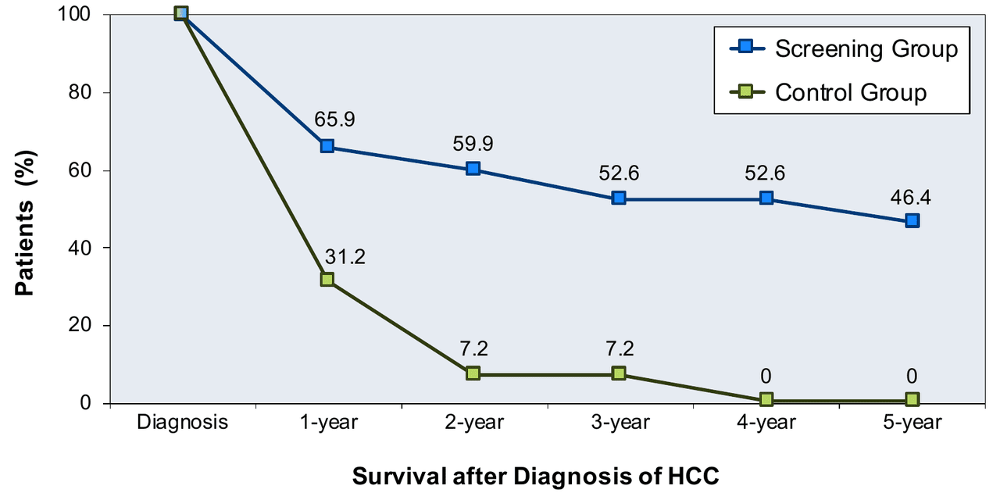 100
80
60
40
20
0
Patients (%)
Screening Group
Control Group
65.9
59.9
52.6
52.6
46.4
31.2
7.2
7.2
0
0
Diagnosis
1-year
2-year
3-year
4-year
5-year
Survival after Diagnosis of HCC